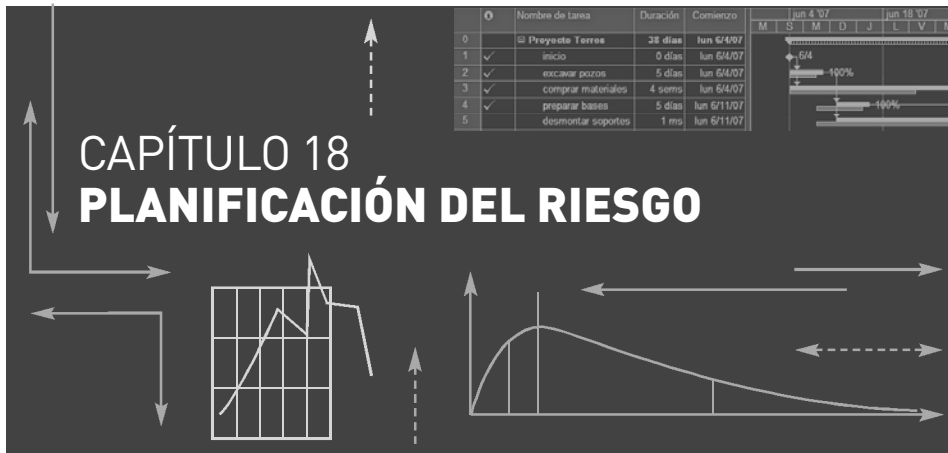 Nombre de tarea Duración Comienzo jun 4 '07 jun 18 '07
M S M D J L V M
0 Proyecto Torres 38 días lun 6/4/07
1 inicio 0 días lun 6/4/07 6/4
2 excavar pozos 5 días lun 6/4/07 100%
3 comprar materiales 4 sems lun 6/4/07
4 preparar bases 5 días lun 6/11/07 100%
5 desmontar soportes 1 ms lun 6/11/07
CAPÍTULO 18
PLANIFICACIÓN DEL RIESGO